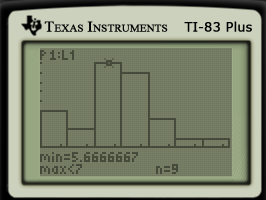 TEXAS INSTRUMENTS TI-83 Plus
P1:L1
min=5.6666667
max<7 n=9